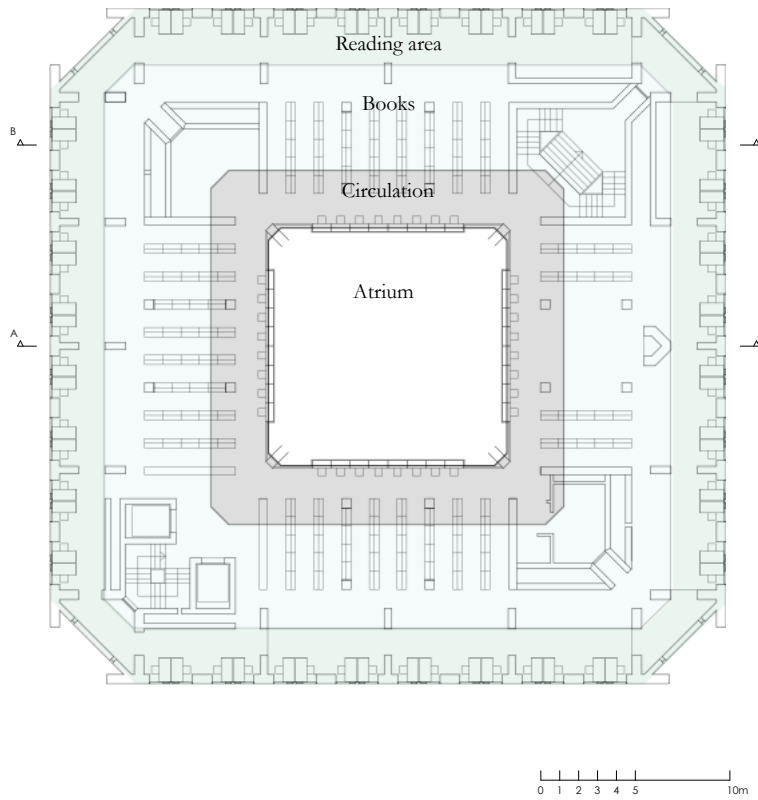 Reading area
Books
B
Circulation
Atrium
A
0 1 2 3 4 5 10m